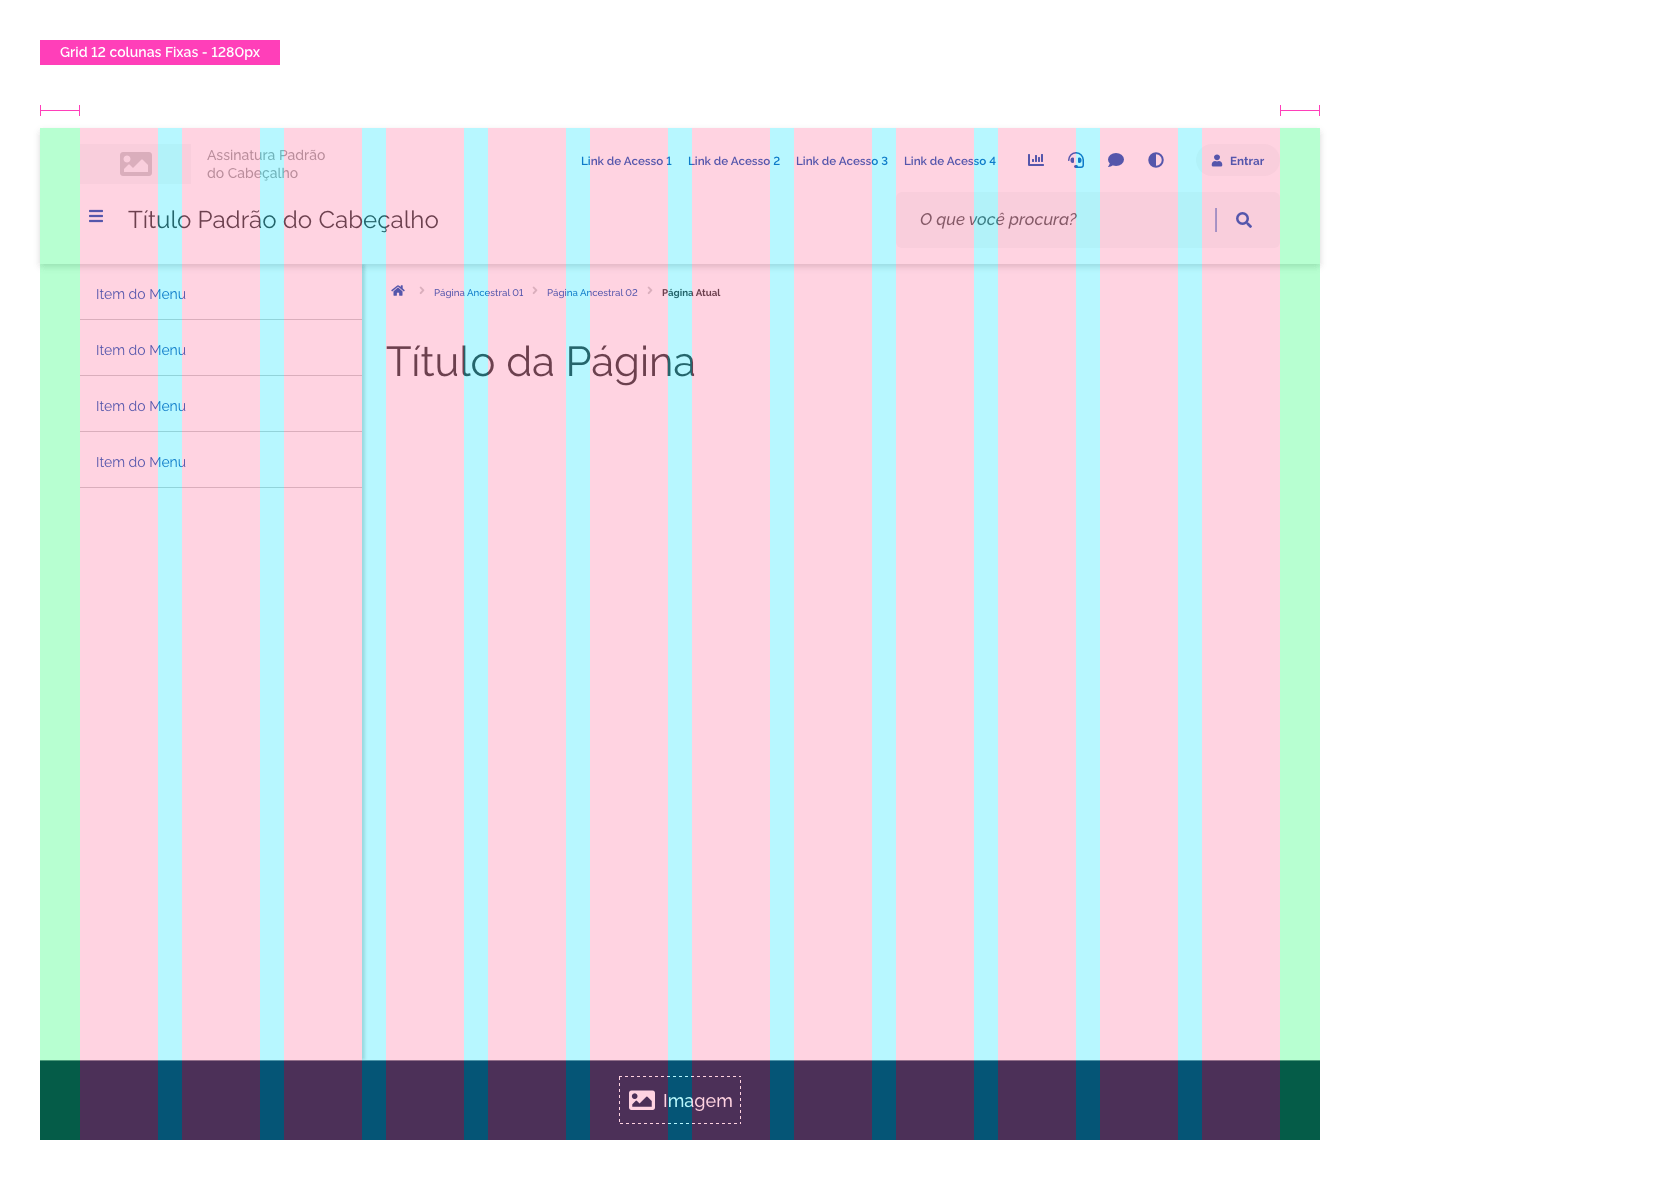 Grid 12 colunas Fixas - 1280px
Assinatura Padrão
do Cabeçalho
Link de Acesso 1 Link de Acesso 2 Link de Acesso 3 Link de Acesso 4 Entrar
Título Padrão do Cabeçalho
O que você procura?
Item do Menu
Item do Menu
Item do Menu
Item do Menu
Página Ancestral 01 Página Ancestral 02 Página Atual
Título da Página
Imagem